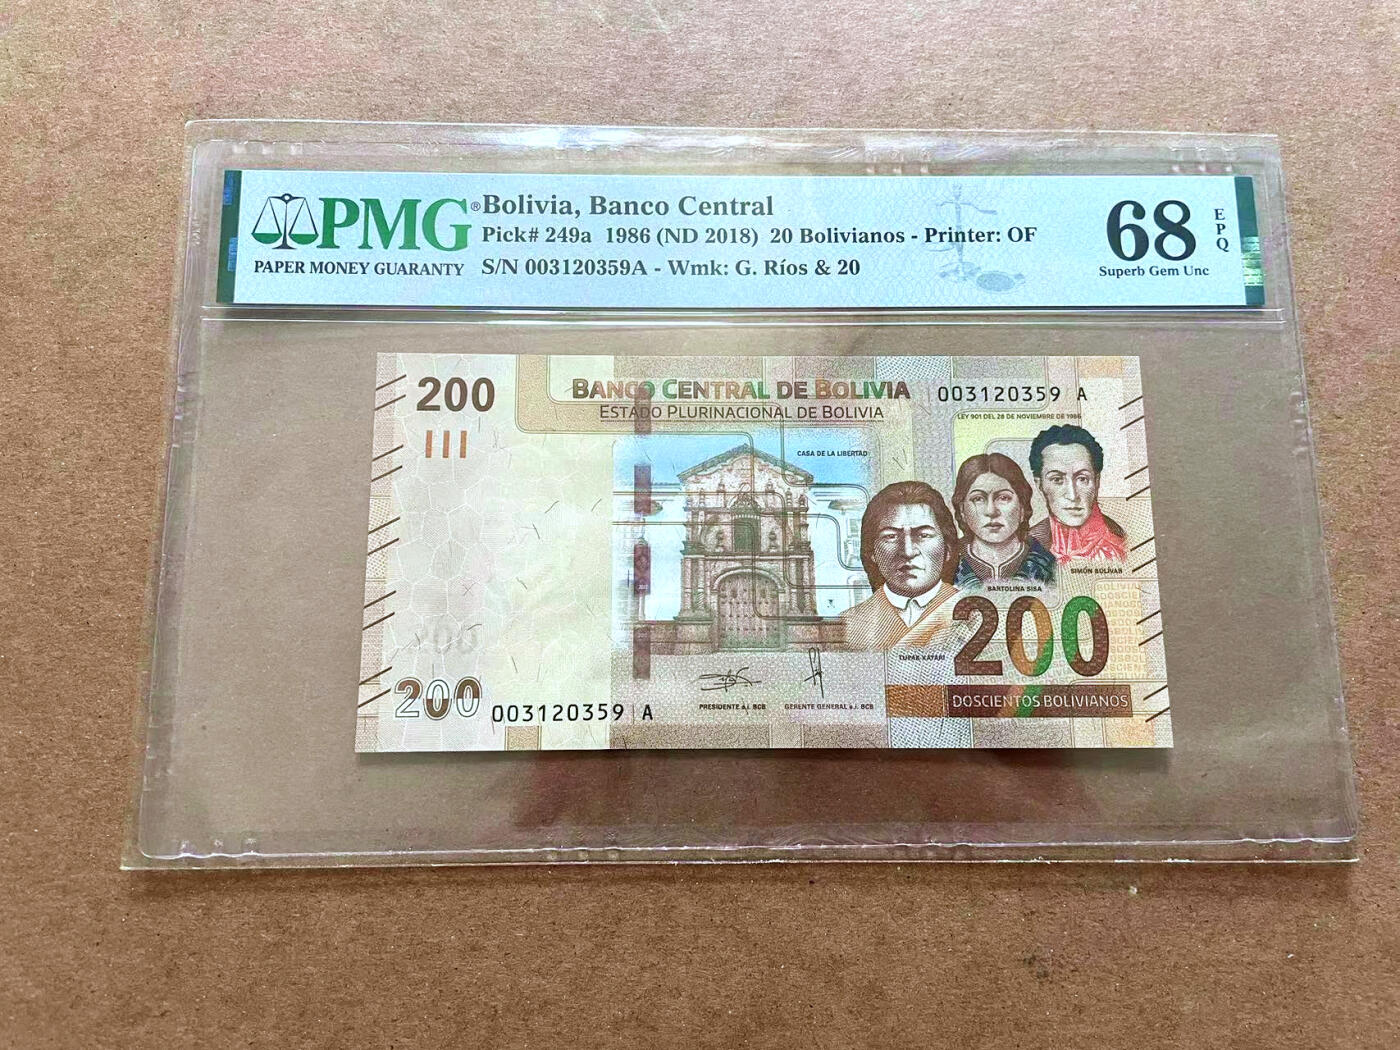 PMG®
PAPER MONEY GUARANTY
Bolivia, Banco Central
Pick# 249a 1986 (ND 2018) 20 Bolivianos - Printer: OF
S/N 003120359A - Wmk: G. Ríos & 20
68
EPQ
Superb Gem Unc
200
BANCO CENTRAL DE BOLIVIA
ESTADO PLURINACIONAL DE BOLIVIA
003120359 A
LEY 901 DEL 28 DE NOVIEMBRE DE 1986
CASA DE LA LIBERTAD
SIMÓN BOLÍVAR
BARTOLINA SISA
TUPAK KATARI
200
200
DOSCIENTOS BOLIVIANOS
200
003120359 A
PRESIDENTE a.i. BCB
GERENTE GENERAL a.i. BCB